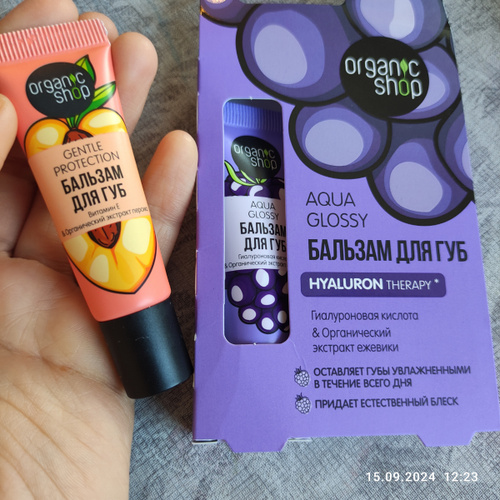 organic
shop
GENTLE
PROTECTION
БАЛЬЗАМ
ДЛЯ ГУБ
Витамин Е
& Органический экстракт
organic
shop
AQUA
GLOSSY
БАЛЬЗАМ
ДЛЯ ГУБ
Гиалуроновая
& Органический
organic
shop
AQUA
GLOSSY
БАЛЬЗАМ ДЛЯ ГУБ
HYALURON THERAPY *
Гиалуроновая кислота
& Органический
экстракт ежевики
ОСТАВЛЯЕТ ГУБЫ УВЛАЖНЕННЫМИ
В ТЕЧЕНИЕ ВСЕГО ДНЯ
ПРИДАЕТ ЕСТЕСТВЕННЫЙ БЛЕСК
15.09.2024 12:23